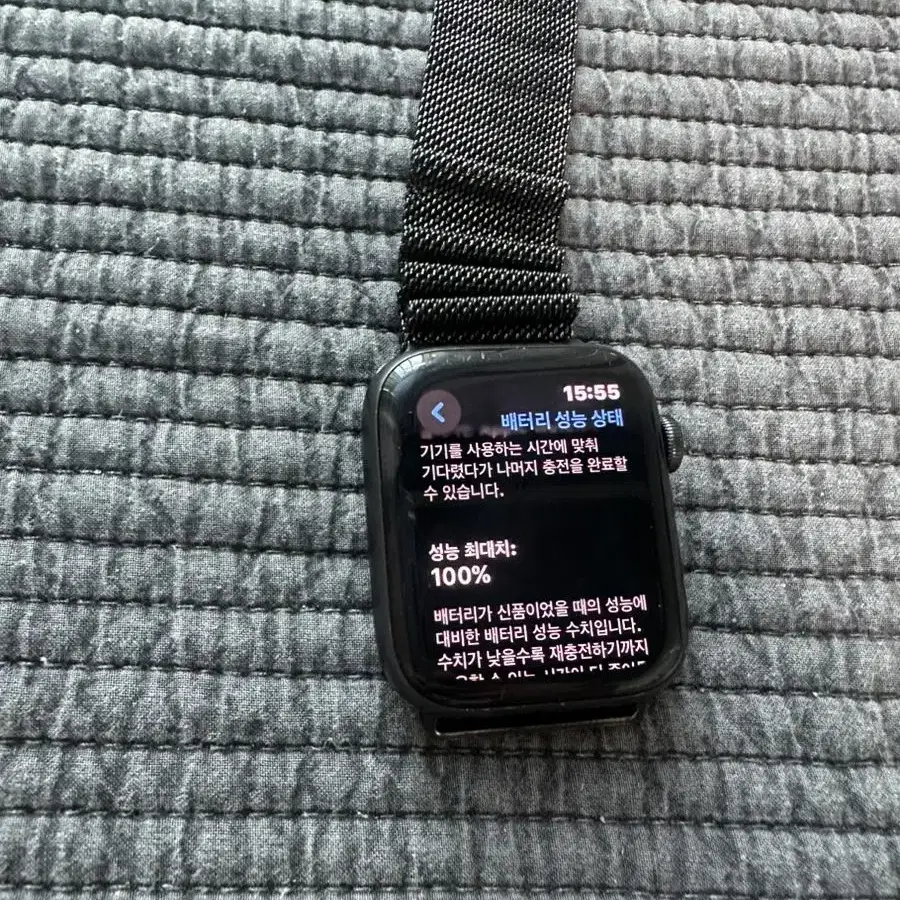 15:55
배터리 성능 상태
기기를 사용하는 시간에 맞춰
기다렸다가 나머지 충전을 완료할
수 있습니다.
성능 최대치:
100%
배터리가 신품이었을 때의 성능에
대비한 배터리 성능 수치입니다.
수치가 낮을수록 재충전하기까지